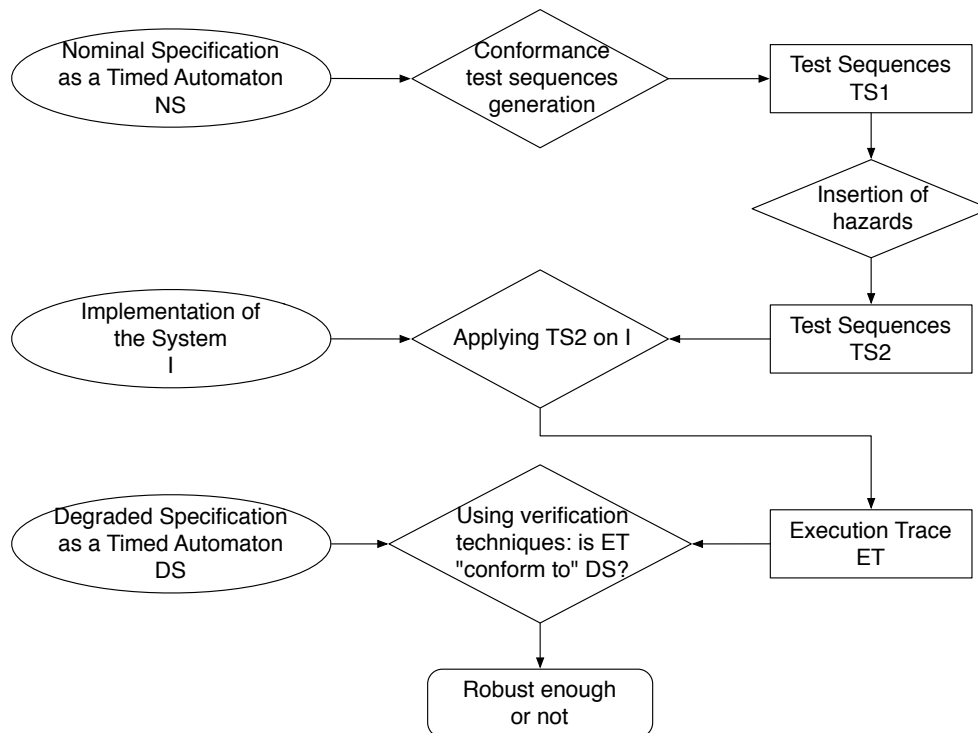 Nominal Specification
as a Timed Automaton
NS
Conformance
test sequences
generation
Test Sequences
TS1
Insertion of
hazards
Implementation of
the System
I
Applying TS2 on I
Test Sequences
TS2
Degraded Specification
as a Timed Automaton
DS
Using verification
techniques: is ET
"conform to" DS?
Execution Trace
ET
Robust enough
or not